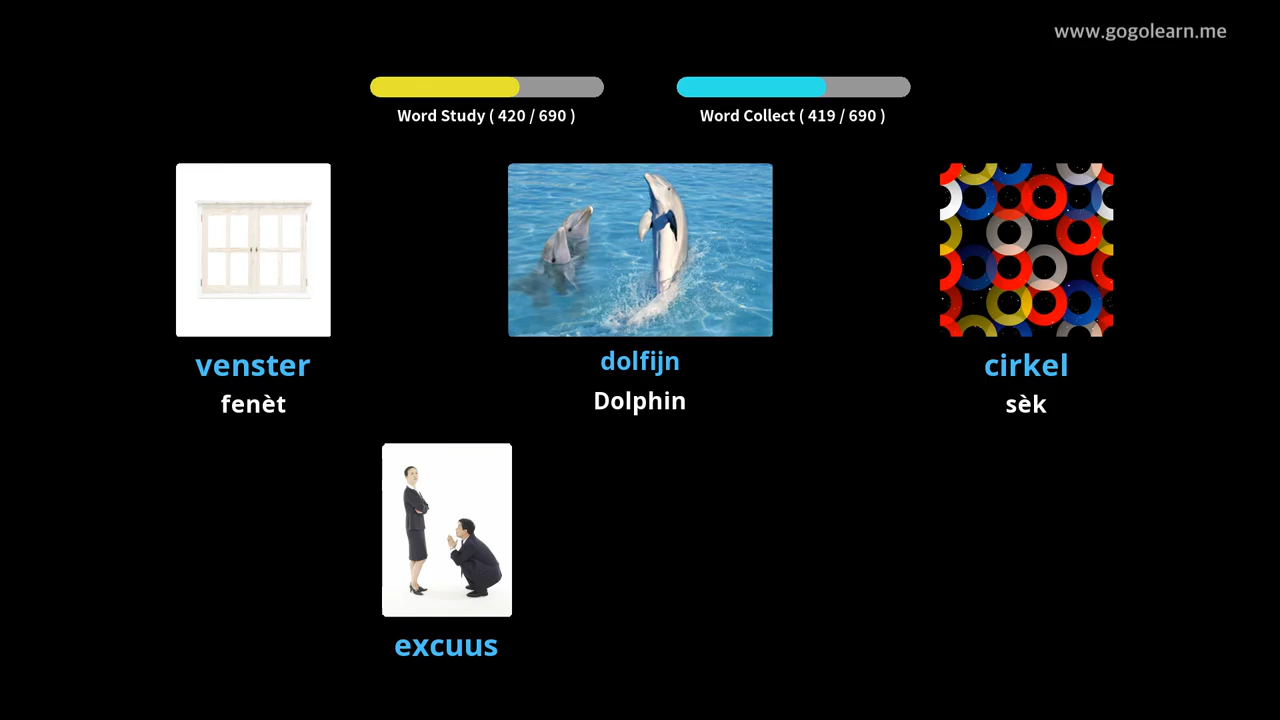 www.gogolearn.me
Word Study ( 420 / 690 )
Word Collect ( 419 / 690 )
venster
fenèt
dolfijn
Dolphin
cirkel
sèk
excuus